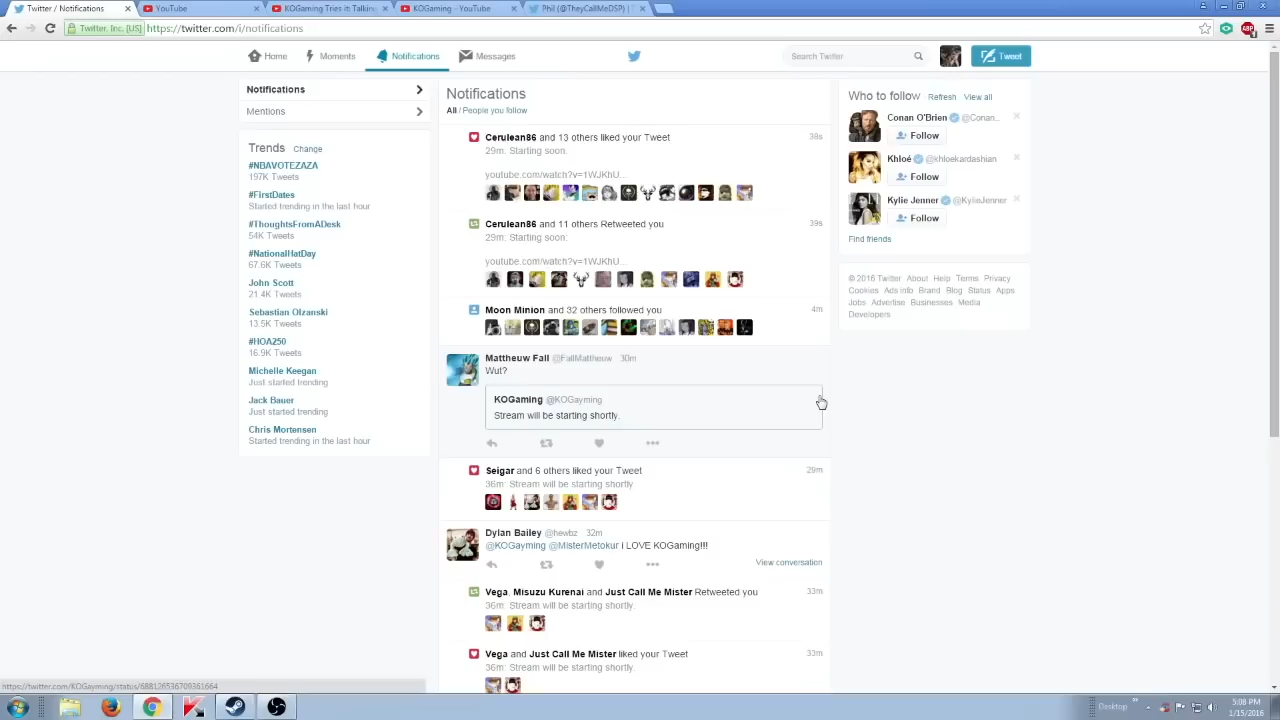 Twitter / Notifications
YouTube
KOGaming Tries It: Talking
KOGaming - YouTube
Phil (@TheyCallMeDSP) | T
Twitter, Inc. [US]
https://twitter.com/i/notifications
Home
Moments
Notifications
Messages
Search Twitter
Tweet
Notifications
Mentions
Trends Change
#NBAVOTEZAZA
197K Tweets
#FirstDates
Started trending in the last hour
#ThoughtsFromADesk
54K Tweets
#NationalHatDay
67.6K Tweets
John Scott
21.4K Tweets
Sebastian Olzanski
13.5K Tweets
#HOA250
16.9K Tweets
Michelle Keegan
Just started trending
Jack Bauer
Just started trending
Chris Mortensen
Started trending in the last hour
Notifications
All / People you follow
Cerulean86 and 13 others liked your Tweet 38s
29m: Starting soon.
youtube.com/watch?v=1WJKhU...
Cerulean86 and 11 others Retweeted you 39s
29m: Starting soon.
youtube.com/watch?v=1WJKhU...
Moon Minion and 32 others followed you 4m
Mattheuw Fall @FallMattheuw 30m
Wut?
KOGaming @KOGayming
Stream will be starting shortly.
Seigar and 6 others liked your Tweet 29m
36m: Stream will be starting shortly.
Dylan Bailey @hewbz 32m
@KOGayming @MisterMetokur i LOVE KOGaming!!!
View conversation
Vega, Misuzu Kurenai and Just Call Me Mister Retweeted you 33m
36m: Stream will be starting shortly.
Vega and Just Call Me Mister liked your Tweet 33m
36m: Stream will be starting shortly.
Who to follow Refresh View all
Conan O'Brien @Conan...
Follow
Khloé @khloekardashian
Follow
Kylie Jenner @KylieJenner
Follow
Find friends
© 2016 Twitter About Help Terms Privacy
Cookies Ads info Brand Blog Status Apps
Jobs Advertise Businesses Media
Developers
https://twitter.com/KOGayming/status/688126536709361664
Desktop
5:08 PM
1/15/2016